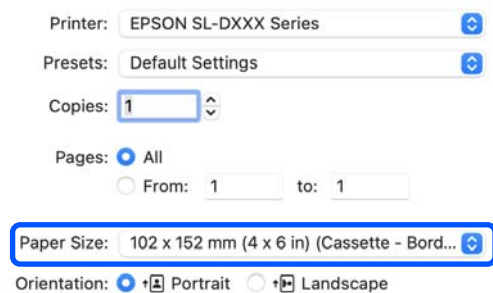 Printer: EPSON SL-DXXX Series
Presets: Default Settings
Copies: 1
Pages: All
From: 1 to: 1
Paper Size: 102 x 152 mm (4 x 6 in) (Cassette - Bord...
Orientation: Portrait Landscape